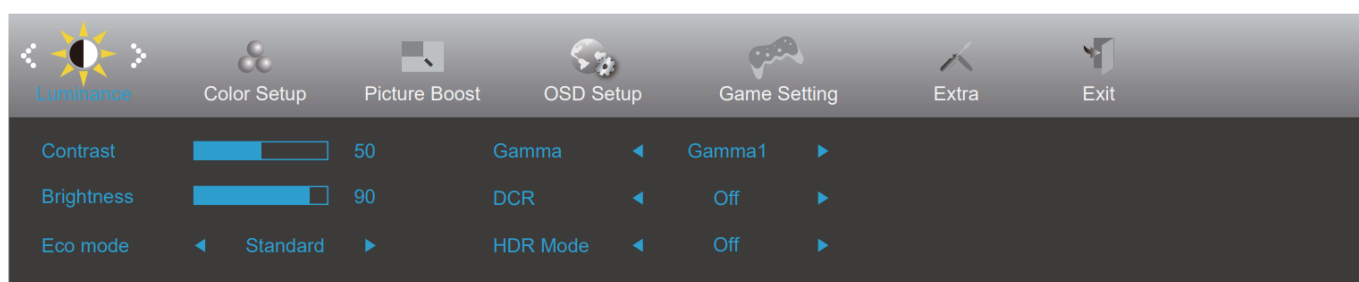 Luminance Color Setup Picture Boost OSD Setup Game Setting Extra Exit
Contrast 50 Gamma Gamma1
Brightness 90 DCR Off
Eco mode Standard HDR Mode Off